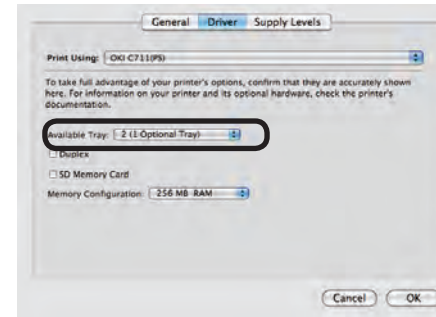 General Driver Supply Levels
Print Using: OKI C711(PS)
To take full advantage of your printer's options, confirm that they are accurately shown
here. For information on your printer and its optional hardware, check the printer's
documentation.
Available Tray: 2 (1 Optional Tray)
Duplex
SD Memory Card
Memory Configuration: 256 MB RAM
Cancel OK